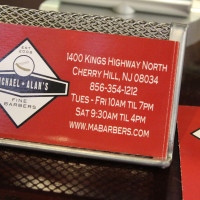 EST 2008
MICHAEL • ALAN'S
FINE
BARBERS
1400 Kings Highway North
Cherry Hill, NJ 08034
856-354-1212
Tues - Fri 10am til 7pm
Sat 9:30am til 4pm
www.mabarbers.com